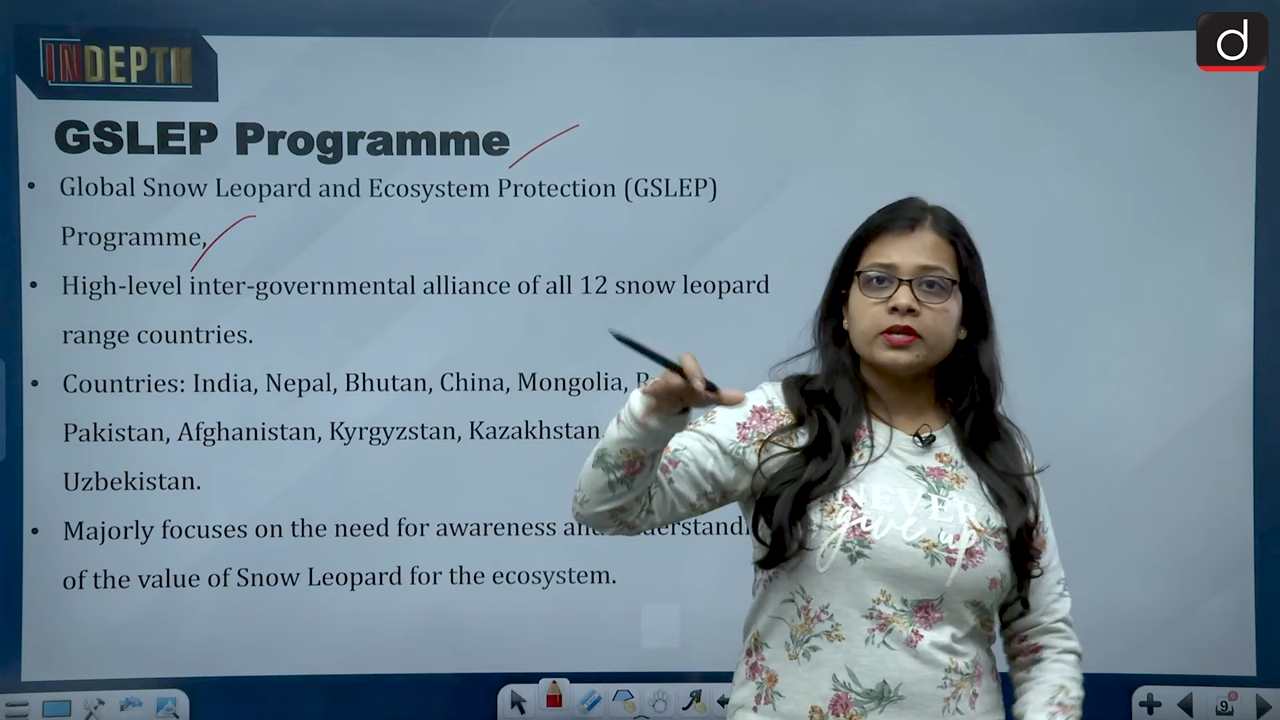 INDEPTH
d
GSLEP Programme
• Global Snow Leopard and Ecosystem Protection (GSLEP)
Programme,
• High-level inter-governmental alliance of all 12 snow leopard
range countries.
• Countries: India, Nepal, Bhutan, China, Mongolia,
Pakistan, Afghanistan, Kyrgyzstan, Kazakhstan
Uzbekistan.
• Majorly focuses on the need for awareness
of the value of Snow Leopard for the ecosystem.
NEVER
give up
9